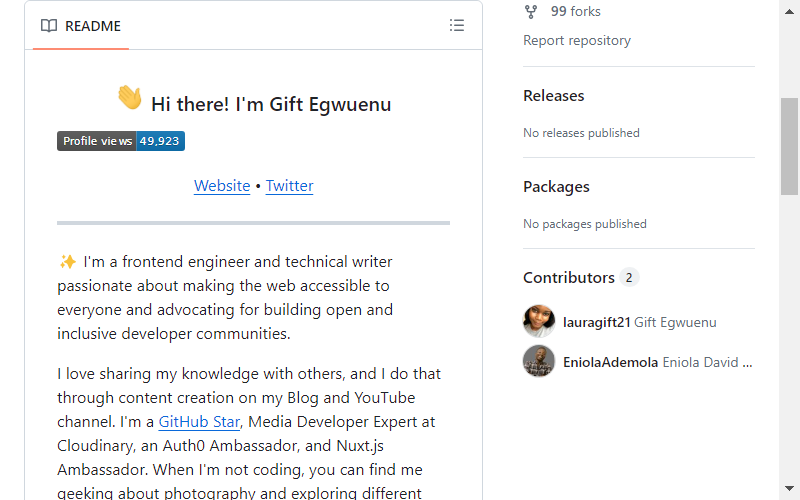 README
Hi there! I'm Gift Egwuenu
Profile views 49,923
Website • Twitter
✨ I'm a frontend engineer and technical writer
passionate about making the web accessible to
everyone and advocating for building open and
inclusive developer communities.
I love sharing my knowledge with others, and I do that
through content creation on my Blog and YouTube
channel. I'm a GitHub Star, Media Developer Expert at
Cloudinary, an Auth0 Ambassador, and Nuxt.js
Ambassador. When I'm not coding, you can find me
geeking about photography and exploring different
99 forks
Report repository
Releases
No releases published
Packages
No packages published
Contributors 2
lauragift21 Gift Egwuenu
EniolaAdemola Eniola David ...